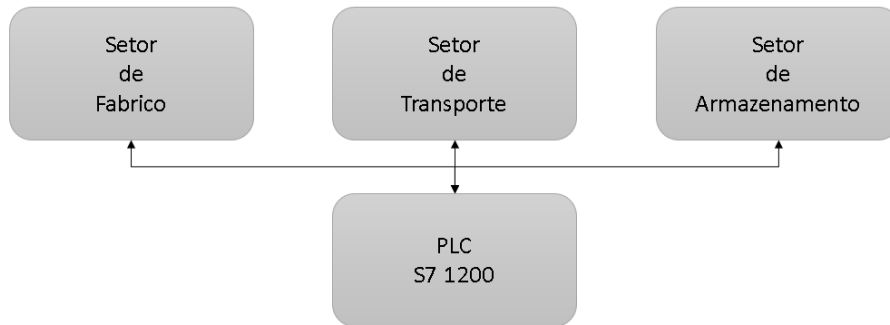 Setor
de
Fabrico
Setor
de
Transporte
Setor
de
Armazenamento
PLC
S7 1200